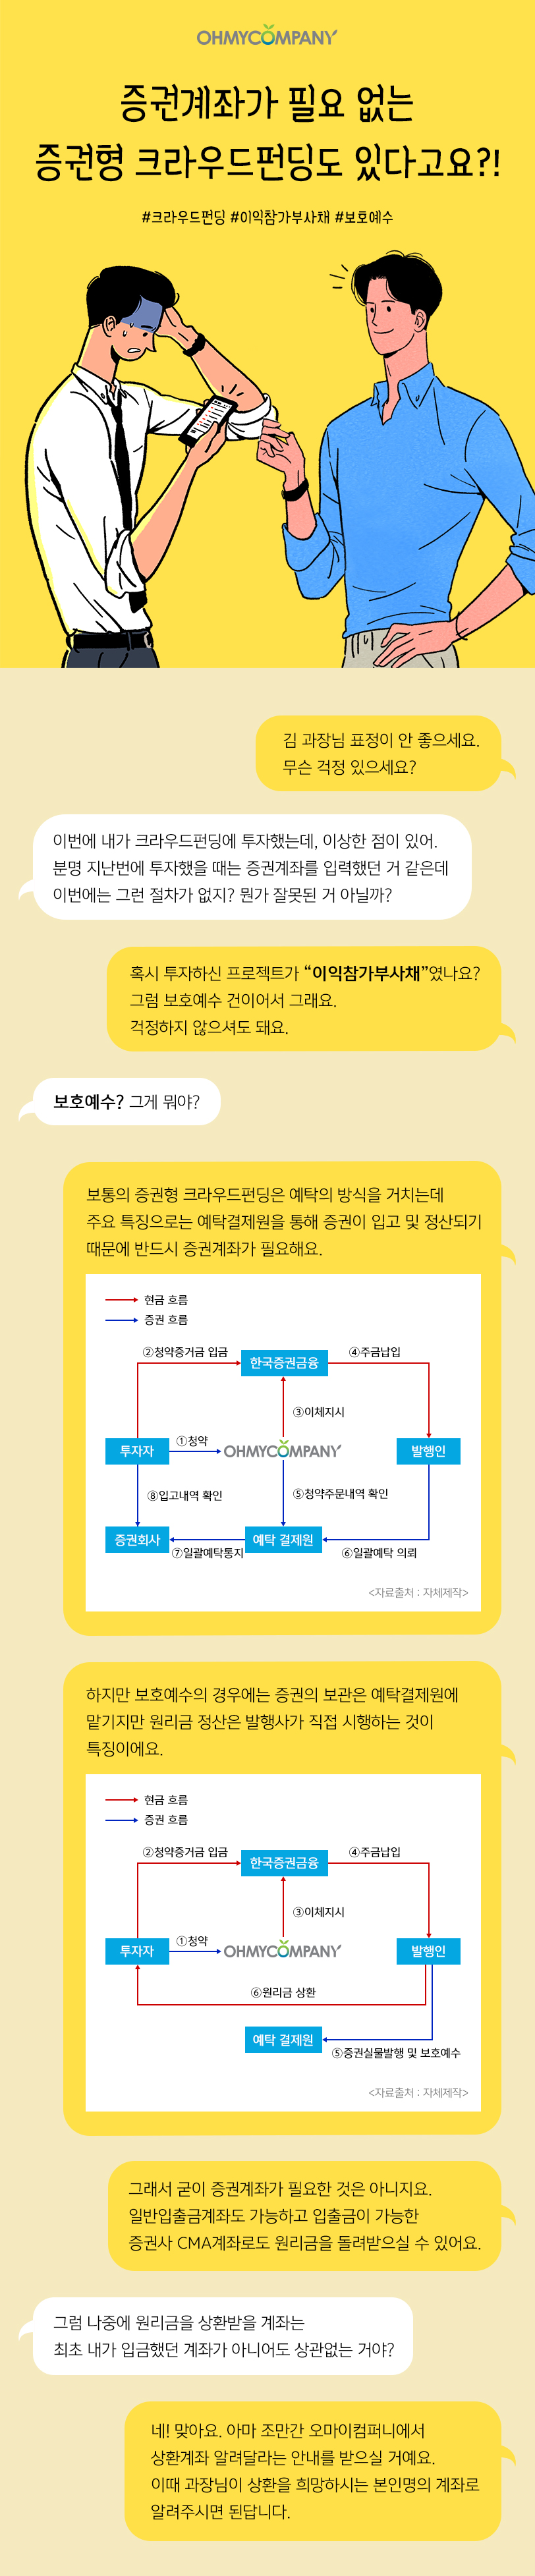 OHMYCOMPANY
증권계좌가 필요 없는
증권형 크라우드펀딩도 있다고요?!
#크라우드펀딩 #이익참가부사채 #보호예수
김 과장님 표정이 안 좋으세요.
무슨 걱정 있으세요?
이번에 내가 크라우드펀딩에 투자했는데, 이상한 점이 있어.
분명 지난번에 투자했을 때는 증권계좌를 입력했던 거 같은데
이번에는 그런 절차가 없지? 뭔가 잘못된 거 아닐까?
혹시 투자하신 프로젝트가 “이익참가부사채”였나요?
그럼 보호예수 건이어서 그래요.
걱정하지 않으셔도 돼요.
보호예수? 그게 뭐야?
보통의 증권형 크라우드펀딩은 예탁의 방식을 거치는데
주요 특징으로는 예탁결제원을 통해 증권이 입고 및 정산되기
때문에 반드시 증권계좌가 필요해요.
현금 흐름
증권 흐름
②청약증거금 입금
한국증권금융
④주금납입
③이체지시
투자자
①청약
OHMYCOMPANY
발행인
⑧입고내역 확인
⑤청약주문내역 확인
증권회사
예탁 결제원
⑦일괄예탁통지
⑥일괄예탁 의뢰
<자료출처 : 자체제작>
하지만 보호예수의 경우에는 증권의 보관은 예탁결제원에
맡기지만 원리금 정산은 발행사가 직접 시행하는 것이
특징이에요.
현금 흐름
증권 흐름
②청약증거금 입금
한국증권금융
④주금납입
③이체지시
투자자
①청약
OHMYCOMPANY
발행인
⑥원리금 상환
예탁 결제원
⑤증권실물발행 및 보호예수
<자료출처 : 자체제작>
그래서 굳이 증권계좌가 필요한 것은 아니지요.
일반입출금계좌도 가능하고 입출금이 가능한
증권사 CMA계좌로도 원리금을 돌려받으실 수 있어요.
그럼 나중에 원리금을 상환받을 계좌는
최초 내가 입금했던 계좌가 아니어도 상관없는 거야?
네! 맞아요. 아마 조만간 오마이컴퍼니에서
상환계좌 알려달라는 안내를 받으실 거예요.
이때 과장님이 상환을 희망하시는 본인명의 계좌로
알려주시면 된답니다.